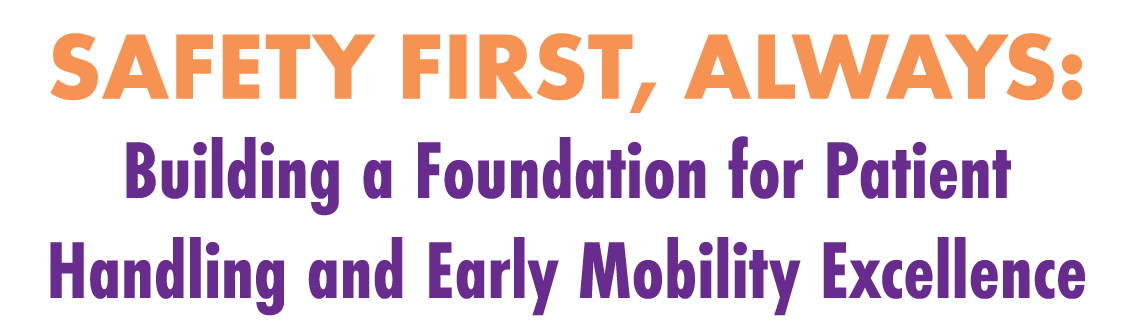 SAFETY FIRST, ALWAYS:
Building a Foundation for Patient
Handling and Early Mobility Excellence